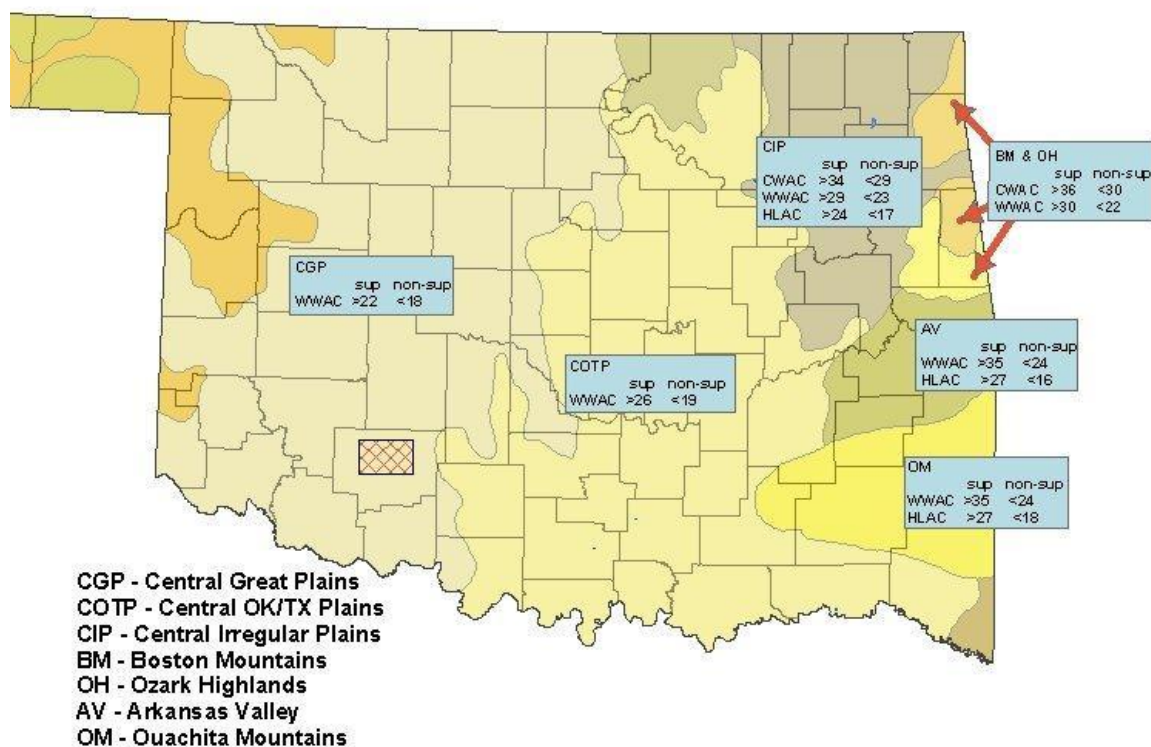 CIP
sup non-sup
CWAC >34 <29
WWAC >29 <23
HLAC >24 <17
BM & OH
sup non-sup
CWAC >36 <30
WWAC >30 <22
CGP
sup non-sup
WWAC >22 <18
AV
sup non-sup
WWAC >35 <24
HLAC >27 <16
COTP
sup non-sup
WWAC >26 <19
OM
sup non-sup
WWAC >35 <24
HLAC >27 <18
CGP - Central Great Plains
COTP - Central OK/TX Plains
CIP - Central Irregular Plains
BM - Boston Mountains
OH - Ozark Highlands
AV - Arkansas Valley
OM - Ouachita Mountains